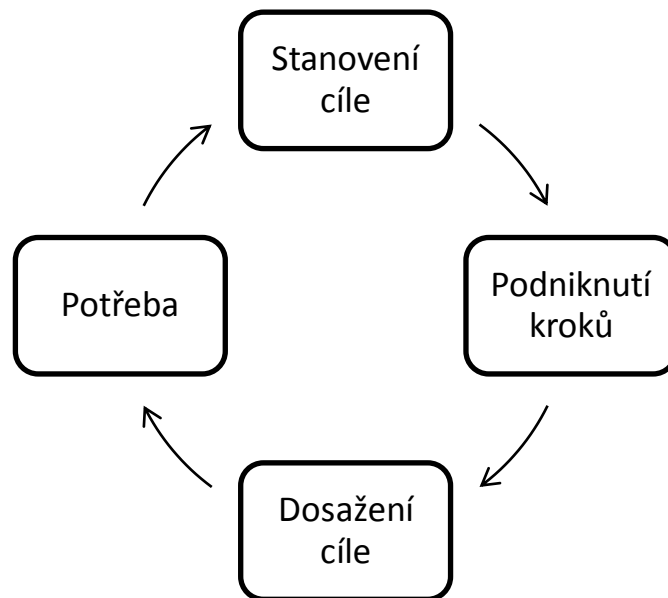 Stanovení
cíle
Potřeba
Podniknutí
kroků
Dosažení
cíle